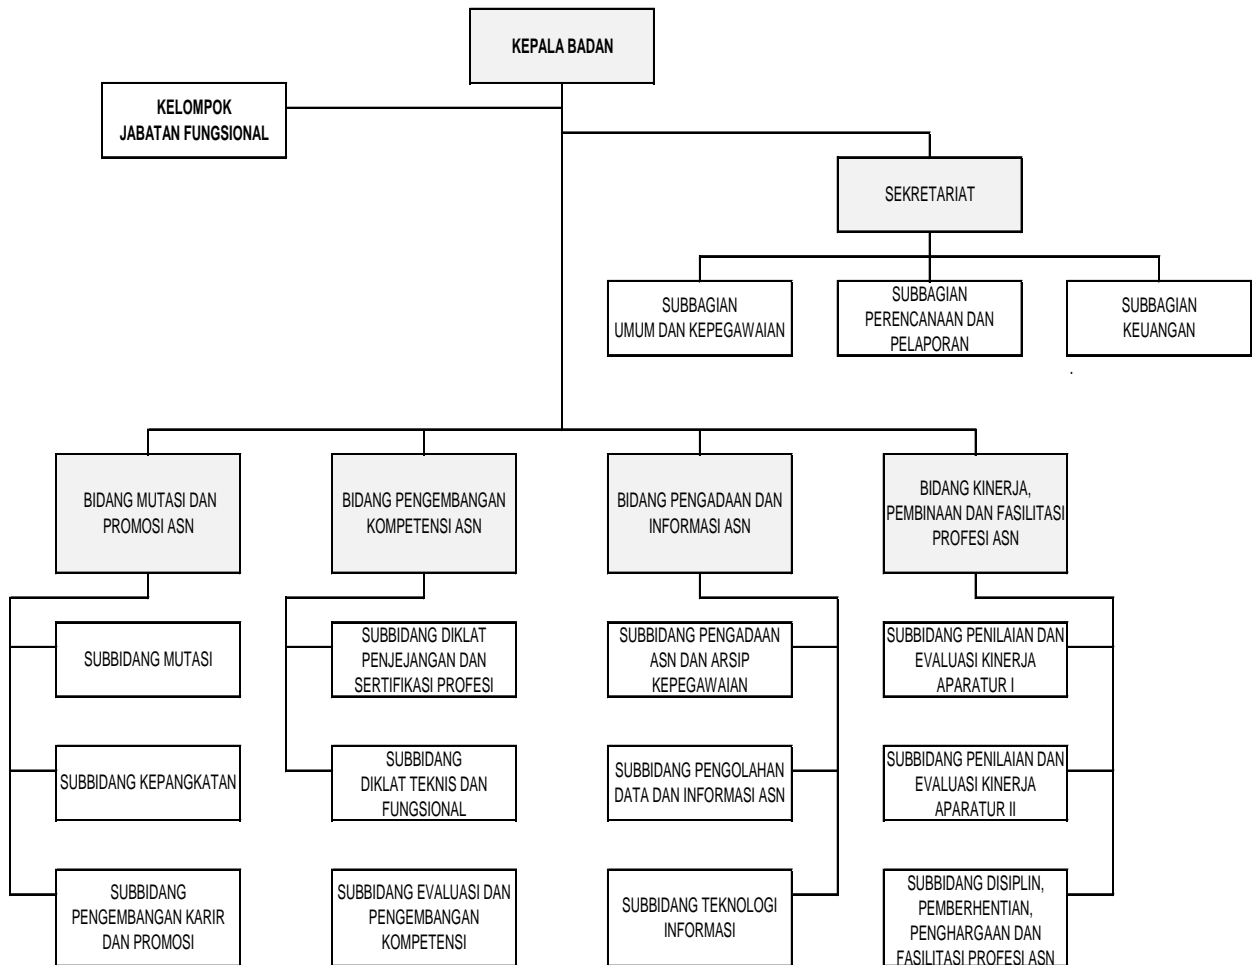 KEPALA BADAN
KELOMPOK
JABATAN FUNGSIONAL
SEKRETARIAT
SUBBAGIAN
UMUM DAN KEPEGAWAIAN
SUBBAGIAN
PERENCANAAN DAN
PELAPORAN
SUBBAGIAN
KEUANGAN
.
BIDANG MUTASI DAN
PROMOSI ASN
BIDANG PENGEMBANGAN
KOMPETENSI ASN
BIDANG PENGADAAN DAN
INFORMASI ASN
BIDANG KINERJA,
PEMBINAAN DAN FASILITASI
PROFESI ASN
SUBBIDANG MUTASI
SUBBIDANG DIKLAT
PENJEJANGAN DAN
SERTIFIKASI PROFESI
SUBBIDANG PENGADAAN
ASN DAN ARSIP
KEPEGAWAIAN
SUBBIDANG PENILAIAN DAN
EVALUASI KINERJA
APARATUR I
SUBBIDANG KEPANGKATAN
SUBBIDANG
DIKLAT TEKNIS DAN
FUNGSIONAL
SUBBIDANG PENGOLAHAN
DATA DAN INFORMASI ASN
SUBBIDANG PENILAIAN DAN
EVALUASI KINERJA
APARATUR II
SUBBIDANG
PENGEMBANGAN KARIR
DAN PROMOSI
SUBBIDANG EVALUASI DAN
PENGEMBANGAN
KOMPETENSI
SUBBIDANG TEKNOLOGI
INFORMASI
SUBBIDANG DISIPLIN,
PEMBERHENTIAN,
PENGHARGAAN DAN
FASILITASI PROFESI ASN